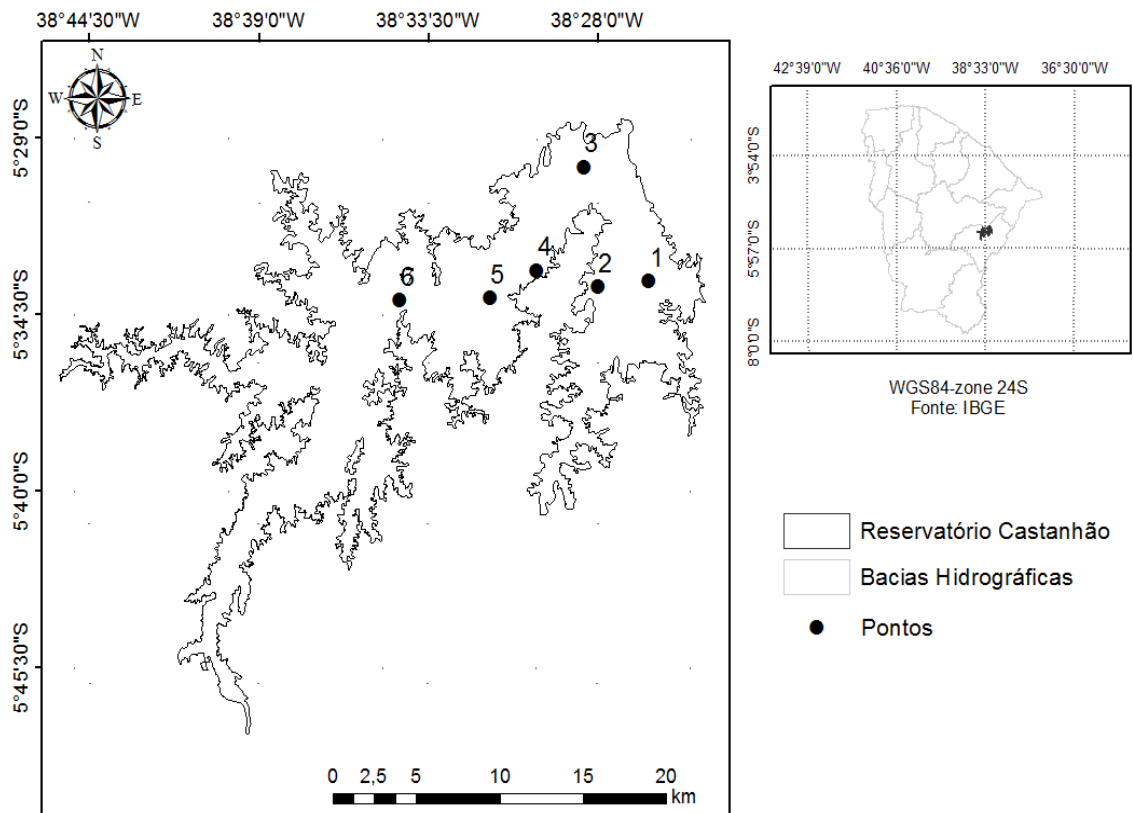 38°44'30"W 38°39'0"W 38°33'30"W 38°28'0"W
N
W E
S
5°29'0"S
5°34'30"S
5°40'0"S
5°45'30"S
3
4
1
2
5
6
0 2,5 5 10 15 20
km
42°39'0"W 40°36'0"W 38°33'0"W 36°30'0"W
3°54'0"S
5°57'0"S
8°0'0"S
WGS84-zone 24S
Fonte: IBGE
Reservatório Castanhão
Bacias Hidrográficas
Pontos